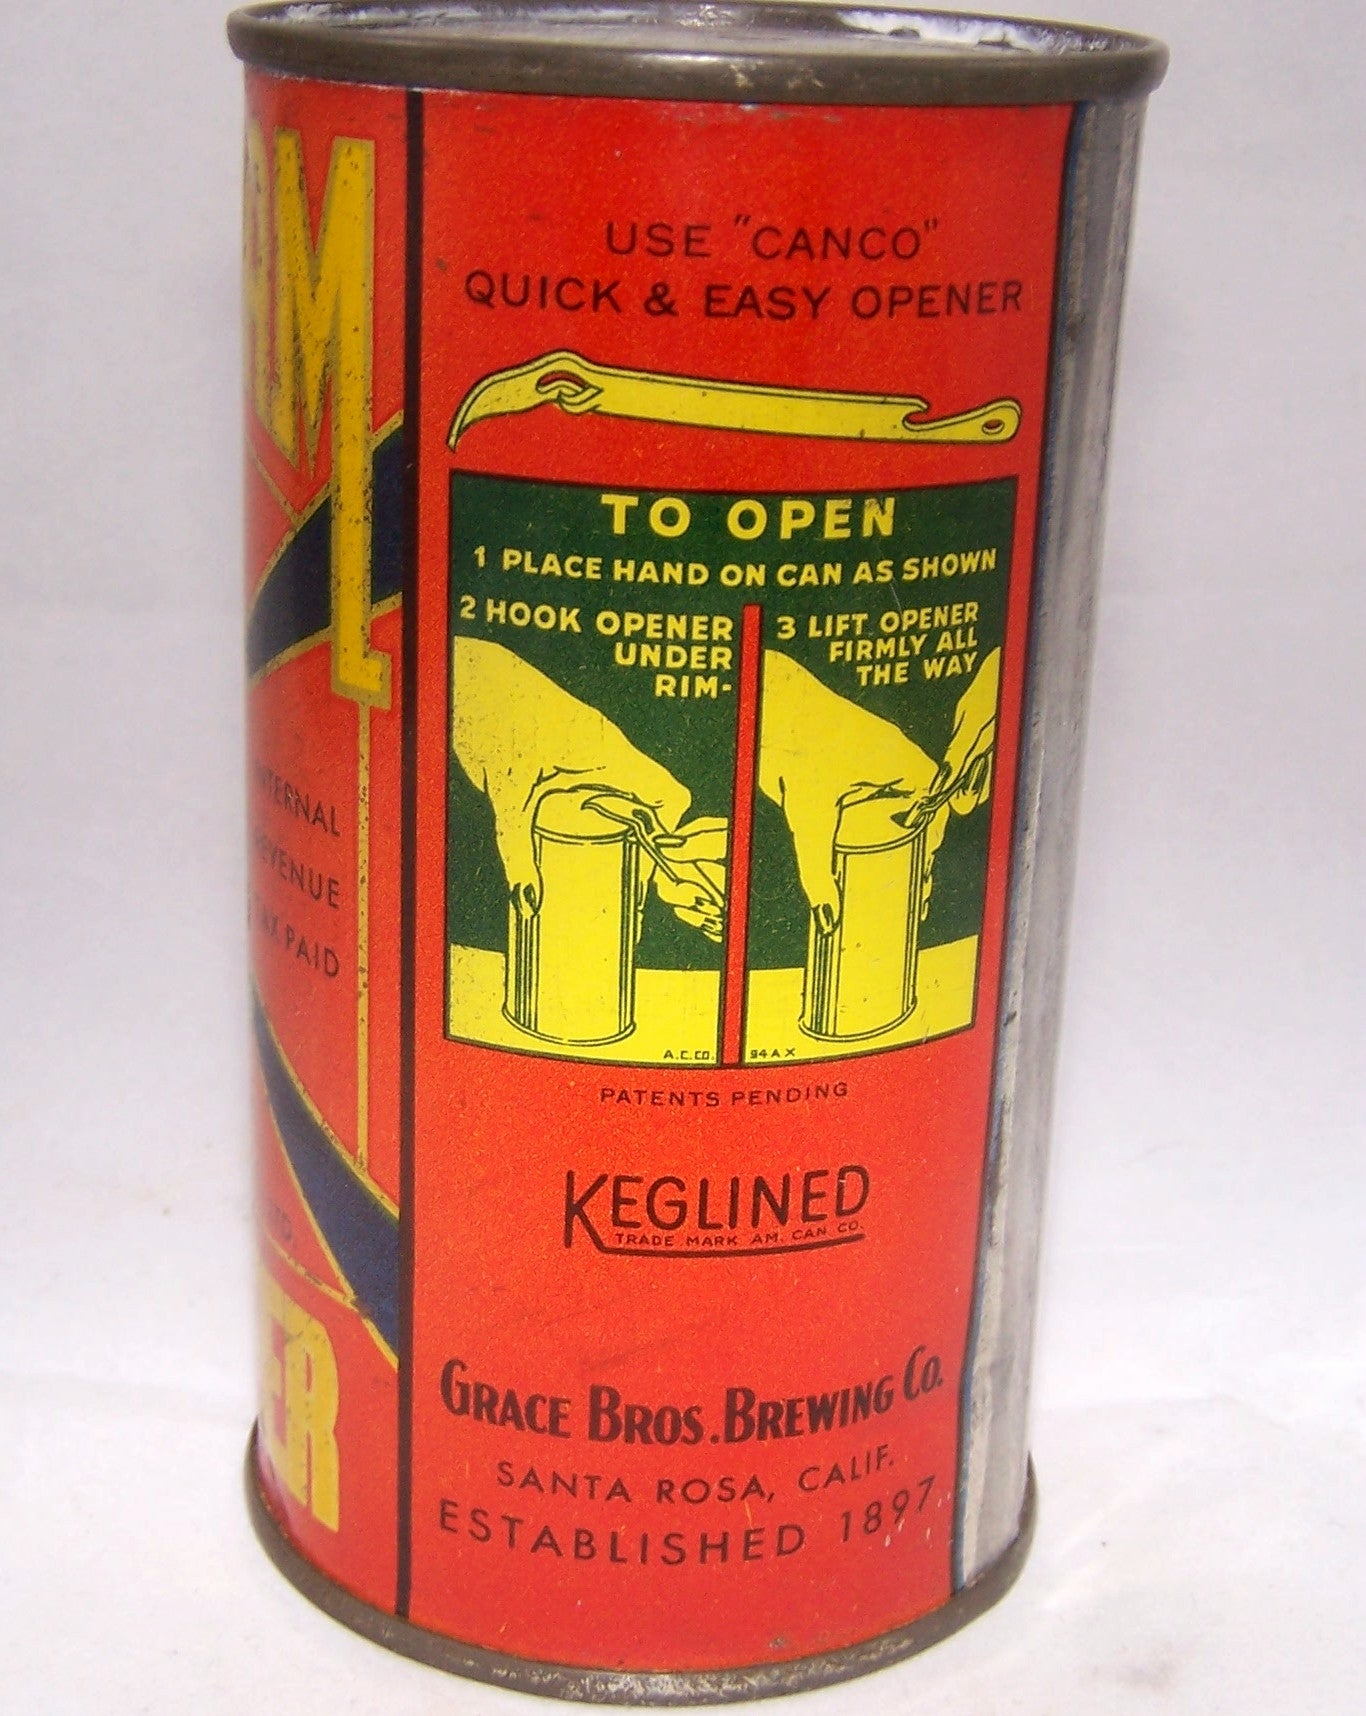 USE "CANCO"
QUICK & EASY OPENER
TO OPEN
1 PLACE HAND ON CAN AS SHOWN
2 HOOK OPENER
UNDER
RIM-
3 LIFT OPENER
FIRMLY ALL
THE WAY
A.C.CO.
94 A X
PATENTS PENDING
KEGLINED
TRADE MARK AM. CAN CO.
GRACE BROS. BREWING CO.
SANTA ROSA, CALIF.
ESTABLISHED 1897
PAID